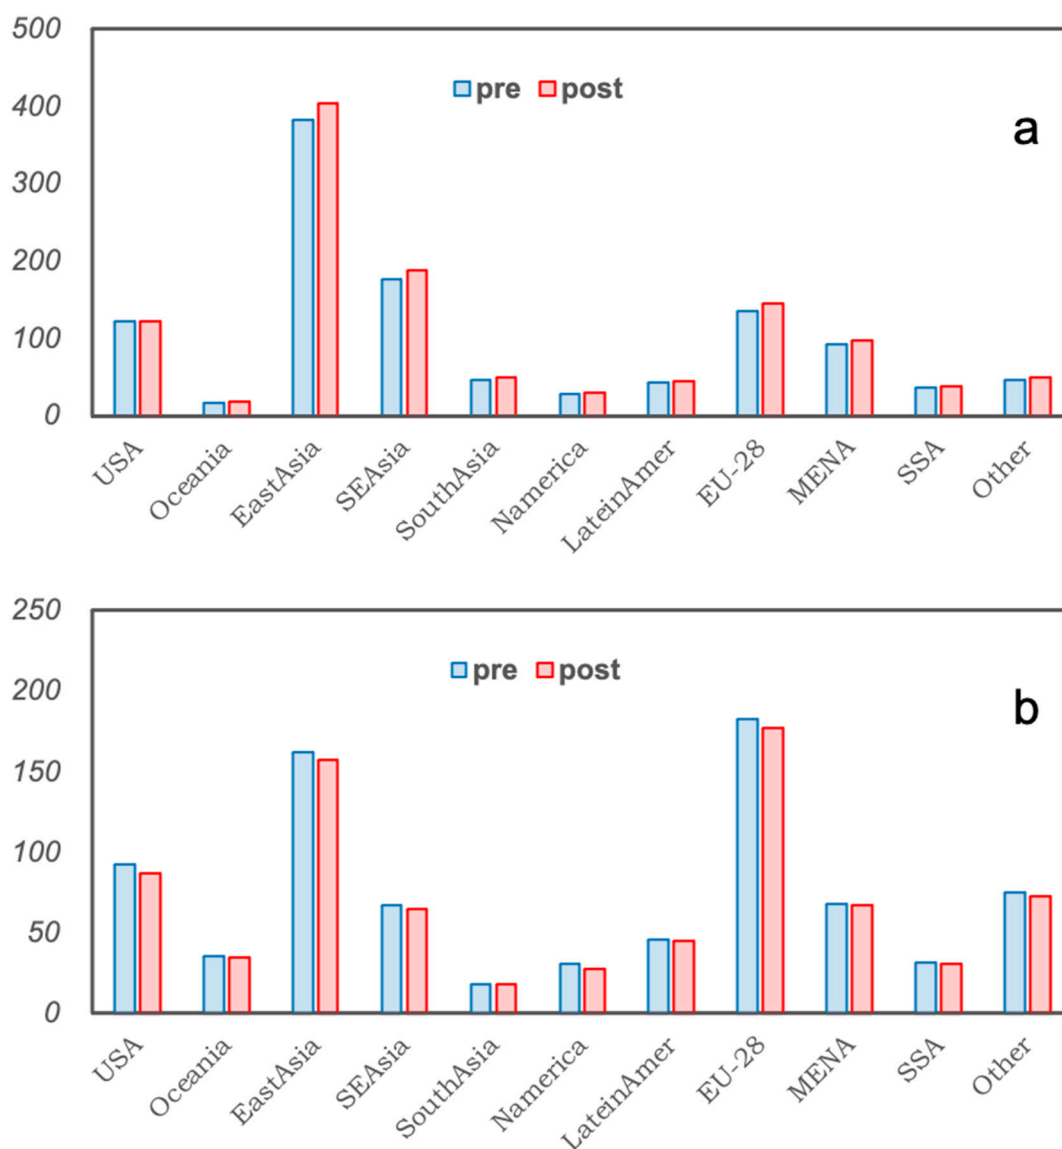 500
pre post
400
a
300
200
100
0
USA Oceania EastAsia SEAsia SouthAsia Namerica LateinAmer EU-28 MENA SSA Other
250
pre post
200
b
150
100
50
0
USA Oceania EastAsia SEAsia SouthAsia Namerica LateinAmer EU-28 MENA SSA Other